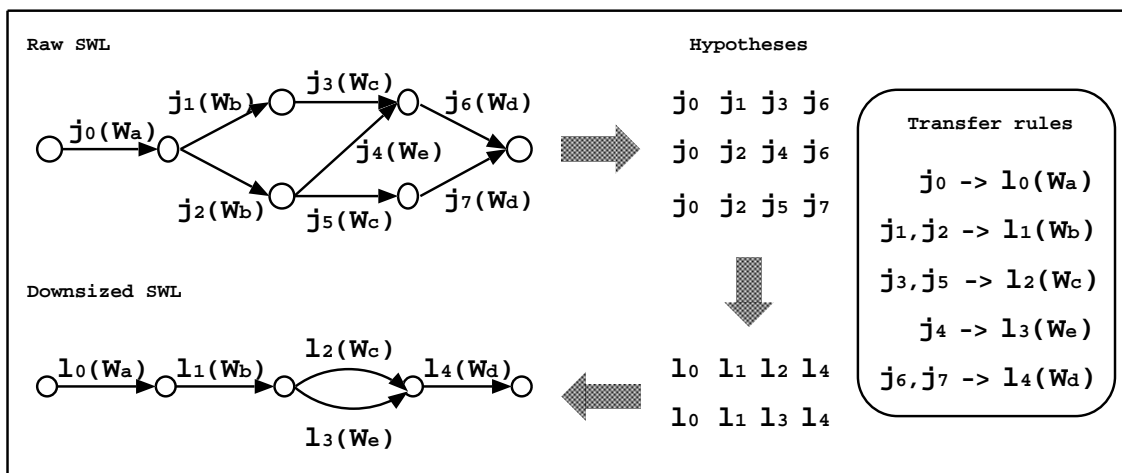 Raw SWL
j0(Wa)
j1(Wb)
j3(Wc)
j6(Wd)
j4(We)
j2(Wb)
j5(Wc)
j7(Wd)
Hypotheses
j0 j1 j3 j6
j0 j2 j4 j6
j0 j2 j5 j7
Transfer rules
j0 -> l0(Wa)
j1,j2 -> l1(Wb)
j3,j5 -> l2(Wc)
j4 -> l3(We)
j6,j7 -> l4(Wd)
Downsized SWL
l0(Wa)
l1(Wb)
l2(Wc)
l4(Wd)
l3(We)
l0 l1 l2 l4
l0 l1 l3 l4